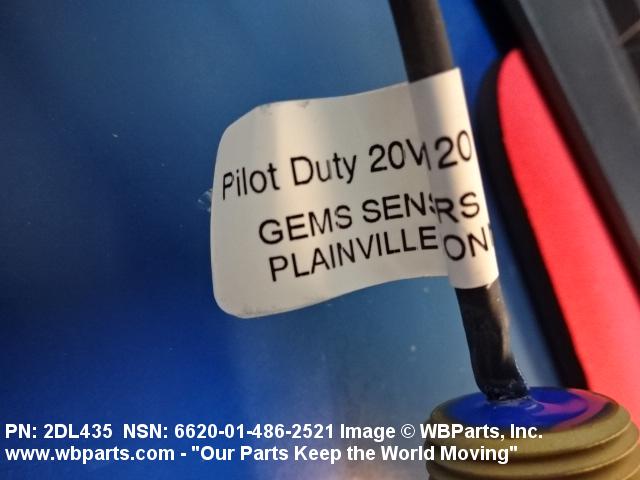 Pilot Duty 20V 20
GEMS SENS RS
PLAINVILLE ON
PN: 2DL435 NSN: 6620-01-486-2521 Image © WBParts, Inc.
www.wbparts.com - "Our Parts Keep the World Moving"